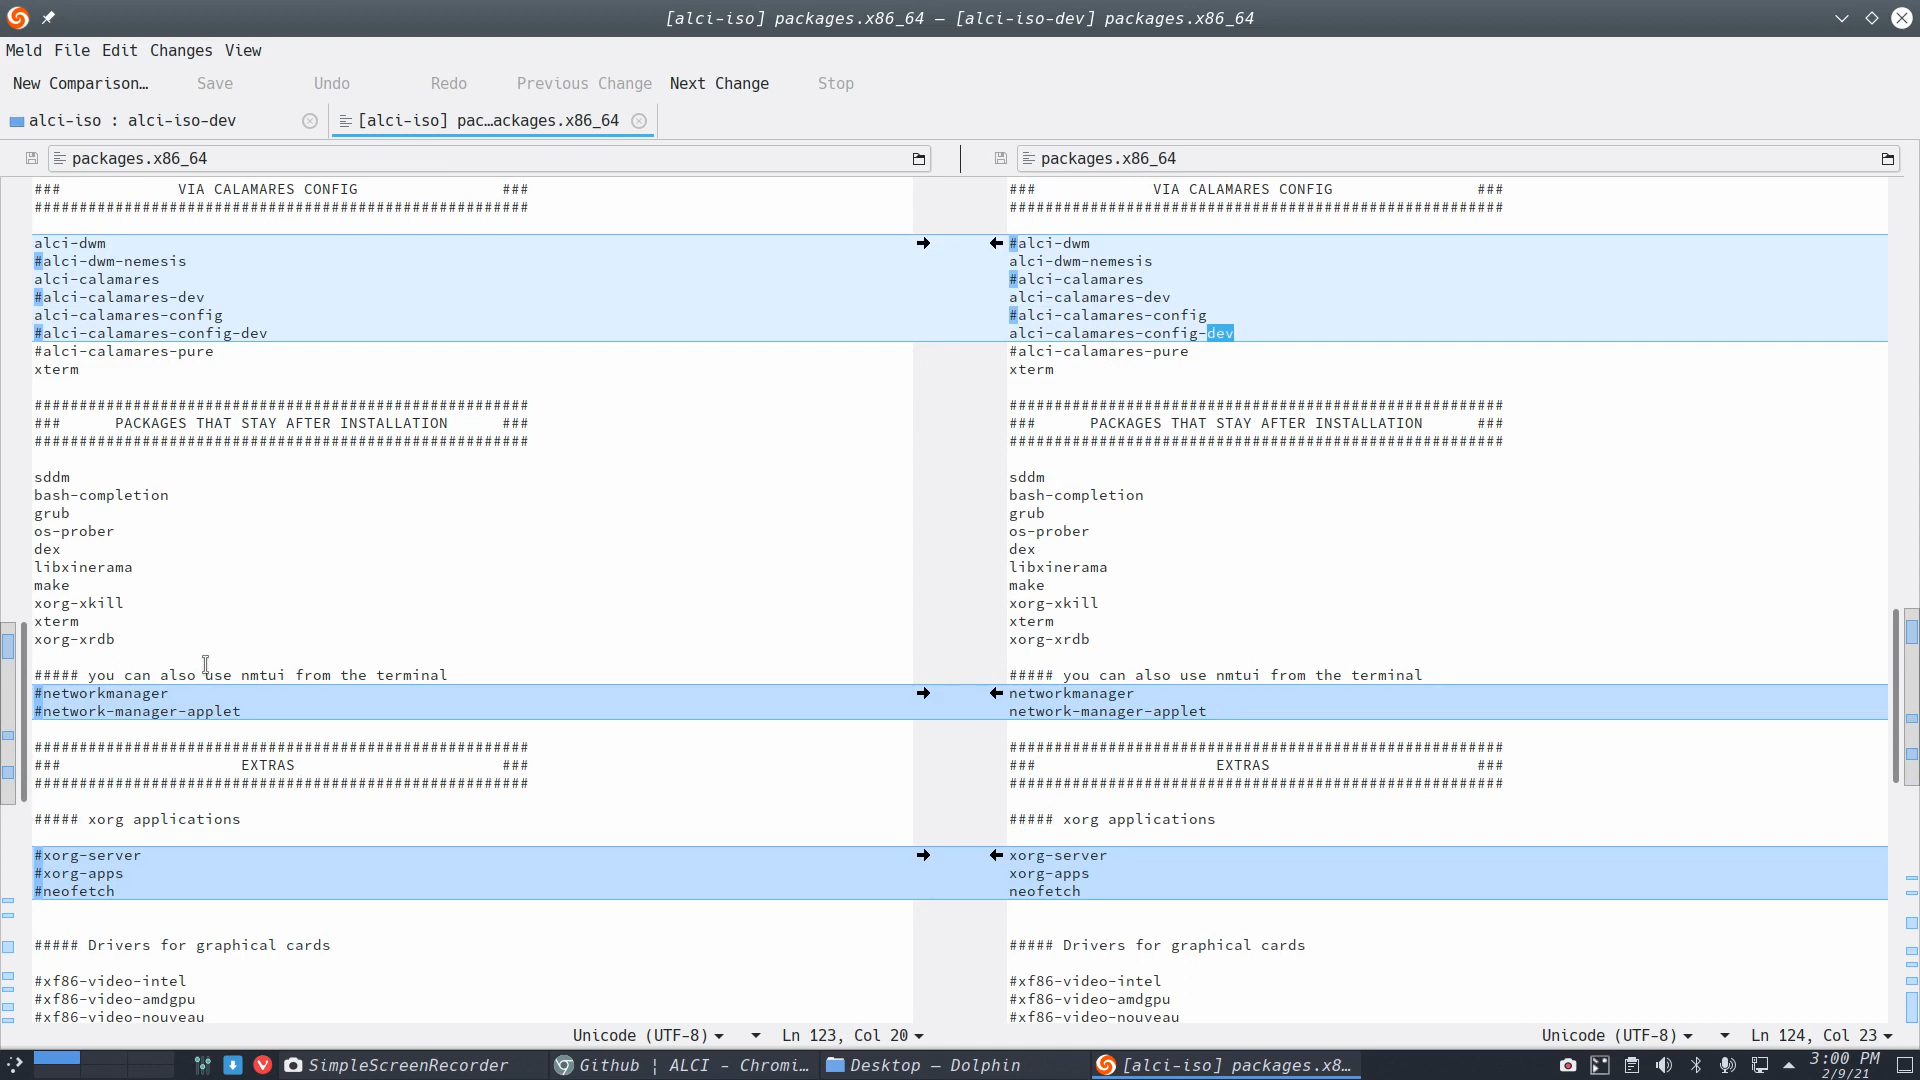 [alci-iso] packages.x86_64 — [alci-iso-dev] packages.x86_64
Meld File Edit Changes View
New Comparison… Save Undo Redo Previous Change Next Change Stop
alci-iso : alci-iso-dev
[alci-iso] pac…ackages.x86_64
packages.x86_64
### VIA CALAMARES CONFIG ###
#######################################################
alci-dwm
#alci-dwm-nemesis
alci-calamares
#alci-calamares-dev
alci-calamares-config
#alci-calamares-config-dev
#alci-calamares-pure
xterm
#######################################################
### PACKAGES THAT STAY AFTER INSTALLATION ###
#######################################################
sddm
bash-completion
grub
os-prober
dex
libxinerama
make
xorg-xkill
xterm
xorg-xrdb
##### you can also use nmtui from the terminal
#networkmanager
#network-manager-applet
#######################################################
### EXTRAS ###
#######################################################
##### xorg applications
#xorg-server
#xorg-apps
#neofetch
##### Drivers for graphical cards
#xf86-video-intel
#xf86-video-amdgpu
#xf86-video-nouveau
Unicode (UTF-8) Ln 123, Col 20
packages.x86_64
### VIA CALAMARES CONFIG ###
#######################################################
#alci-dwm
alci-dwm-nemesis
#alci-calamares
alci-calamares-dev
#alci-calamares-config
alci-calamares-config-dev
#alci-calamares-pure
xterm
#######################################################
### PACKAGES THAT STAY AFTER INSTALLATION ###
#######################################################
sddm
bash-completion
grub
os-prober
dex
libxinerama
make
xorg-xkill
xterm
xorg-xrdb
##### you can also use nmtui from the terminal
networkmanager
network-manager-applet
#######################################################
### EXTRAS ###
#######################################################
##### xorg applications
xorg-server
xorg-apps
neofetch
##### Drivers for graphical cards
#xf86-video-intel
#xf86-video-amdgpu
#xf86-video-nouveau
Unicode (UTF-8) Ln 124, Col 23
SimpleScreenRecorder
Github | ALCI - Chromi…
Desktop — Dolphin
[alci-iso] packages.x8…
3:00 PM
2/9/21